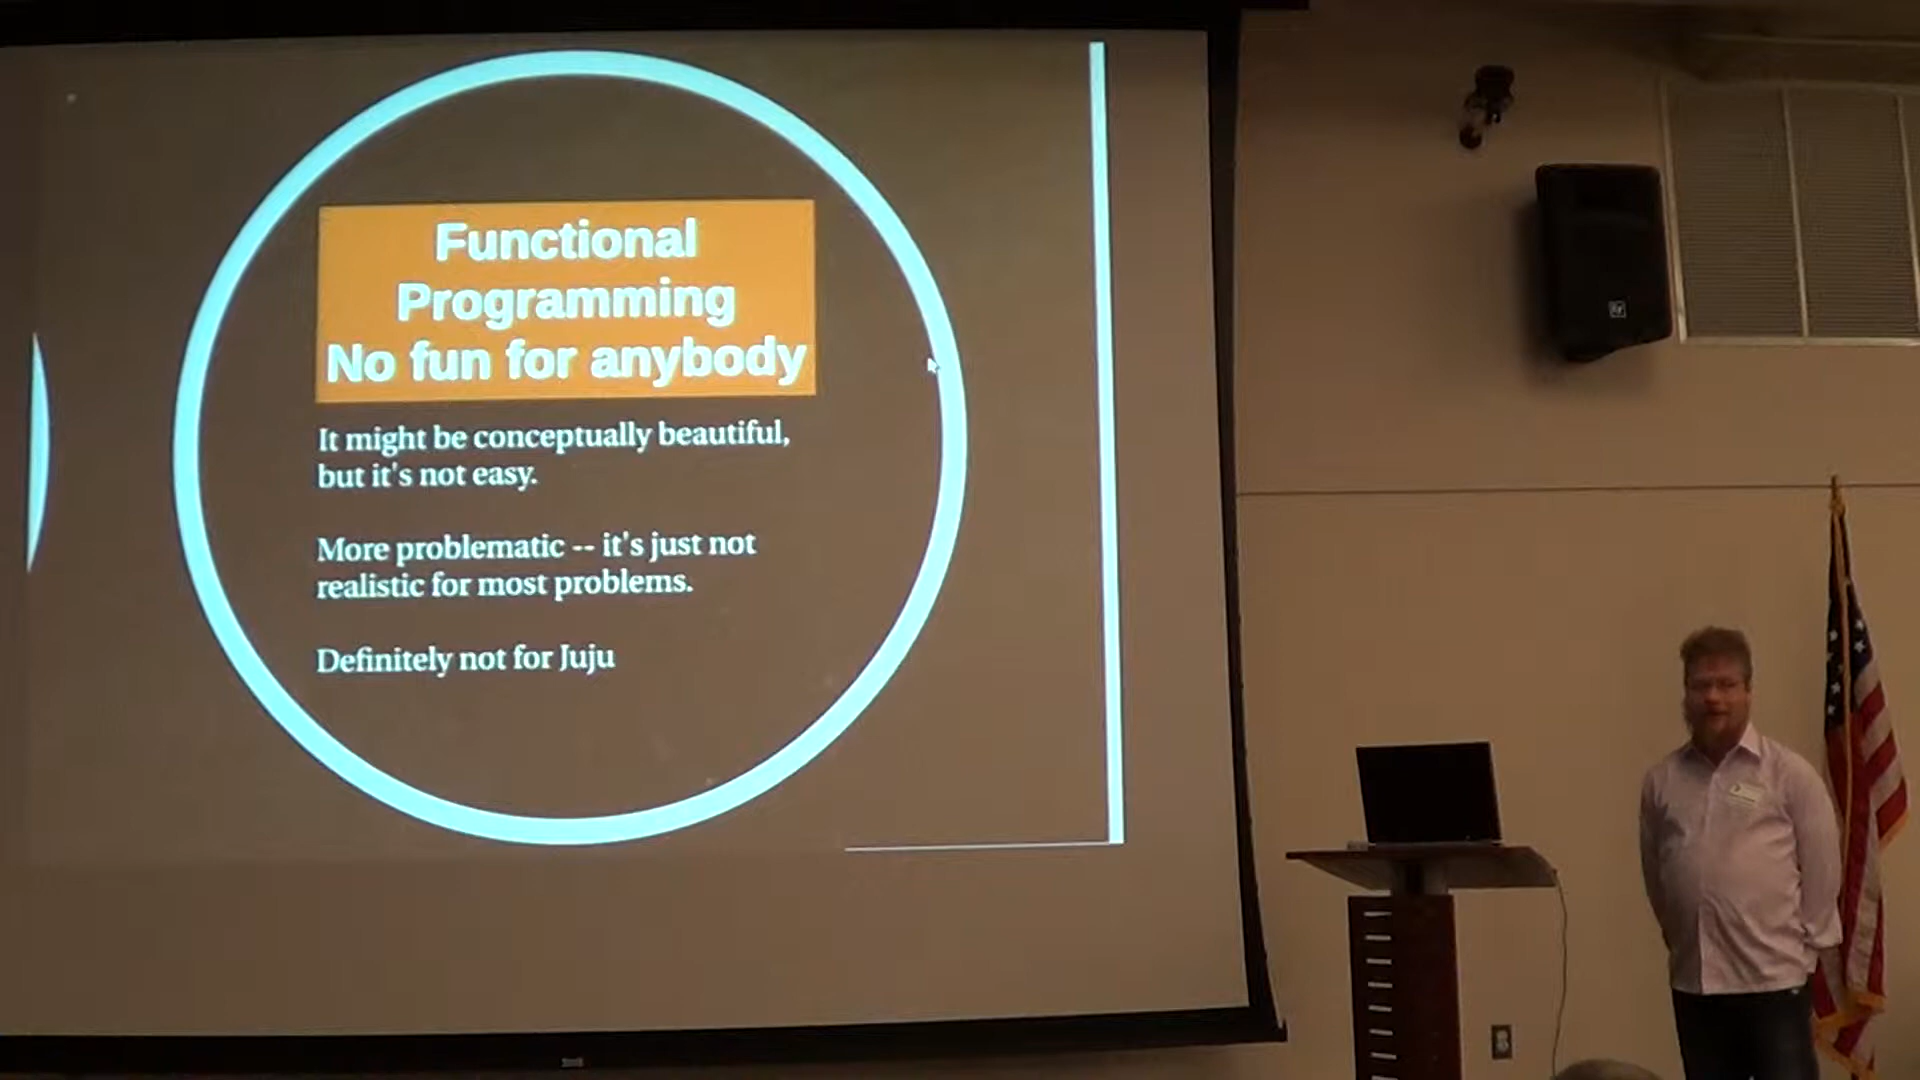 Functional
Programming
No fun for anybody
It might be conceptually beautiful,
but it's not easy.
More problematic -- it's just not
realistic for most problems.
Definitely not for Juju